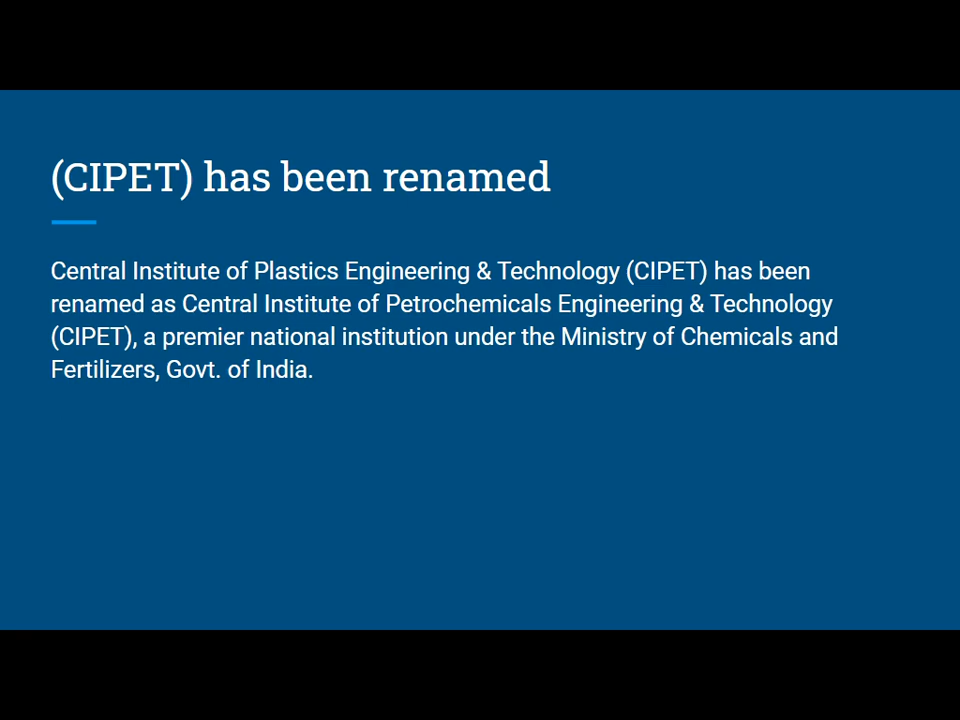 (CIPET) has been renamed
Central Institute of Plastics Engineering & Technology (CIPET) has been
renamed as Central Institute of Petrochemicals Engineering & Technology
(CIPET), a premier national institution under the Ministry of Chemicals and
Fertilizers, Govt. of India.